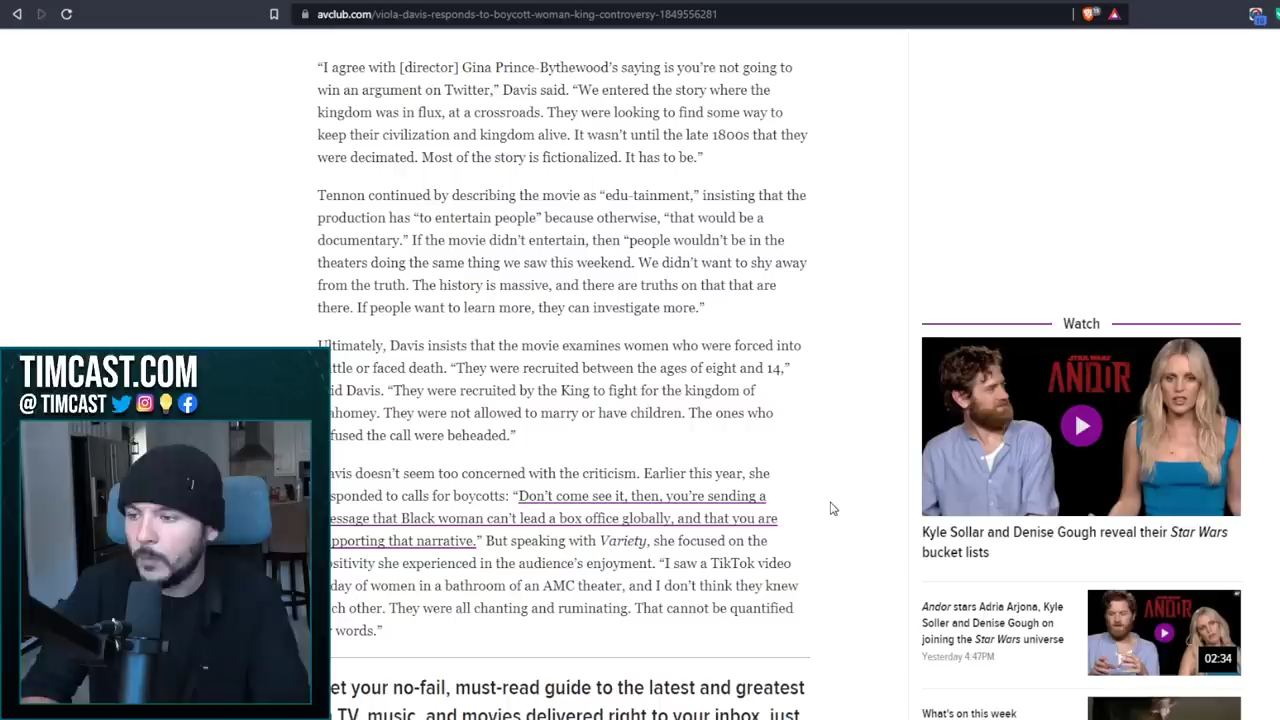 avclub.com/viola-davis-responds-to-boycott-woman-king-controversy-1849556281
“I agree with [director] Gina Prince-Bythewood’s saying is you’re not going to
win an argument on Twitter,” Davis said. “We entered the story where the
kingdom was in flux, at a crossroads. They were looking to find some way to
keep their civilization and kingdom alive. It wasn’t until the late 1800s that they
were decimated. Most of the story is fictionalized. It has to be.”
Tennon continued by describing the movie as “edu-tainment,” insisting that the
production has “to entertain people” because otherwise, “that would be a
documentary.” If the movie didn’t entertain, then “people wouldn’t be in the
theaters doing the same thing we saw this weekend. We didn’t want to shy away
from the truth. The history is massive, and there are truths on that that are
there. If people want to learn more, they can investigate more.”
Ultimately, Davis insists that the movie examines women who were forced into
ttle or faced death. “They were recruited between the ages of eight and 14,”
id Davis. “They were recruited by the King to fight for the kingdom of
ahomey. They were not allowed to marry or have children. The ones who
fused the call were beheaded.”
avis doesn’t seem too concerned with the criticism. Earlier this year, she
sponded to calls for boycotts: “Don’t come see it, then, you’re sending a
essage that Black woman can’t lead a box office globally, and that you are
pporting that narrative.” But speaking with Variety, she focused on the
ositivity she experienced in the audience’s enjoyment. “I saw a TikTok video
day of women in a bathroom of an AMC theater, and I don’t think they knew
ch other. They were all chanting and ruminating. That cannot be quantified
words.”
et your no-fail, must-read guide to the latest and greatest
TV, music, and movies delivered right to your inbox, just
TIMCAST.COM
@ TIMCAST
Watch
STAR WARS
ANDOR
Kyle Sollar and Denise Gough reveal their Star Wars
bucket lists
Andor stars Adria Arjona, Kyle
Soller and Denise Gough on
joining the Star Wars universe
Yesterday 4:47PM
ANDOR
02:34
What's on this week